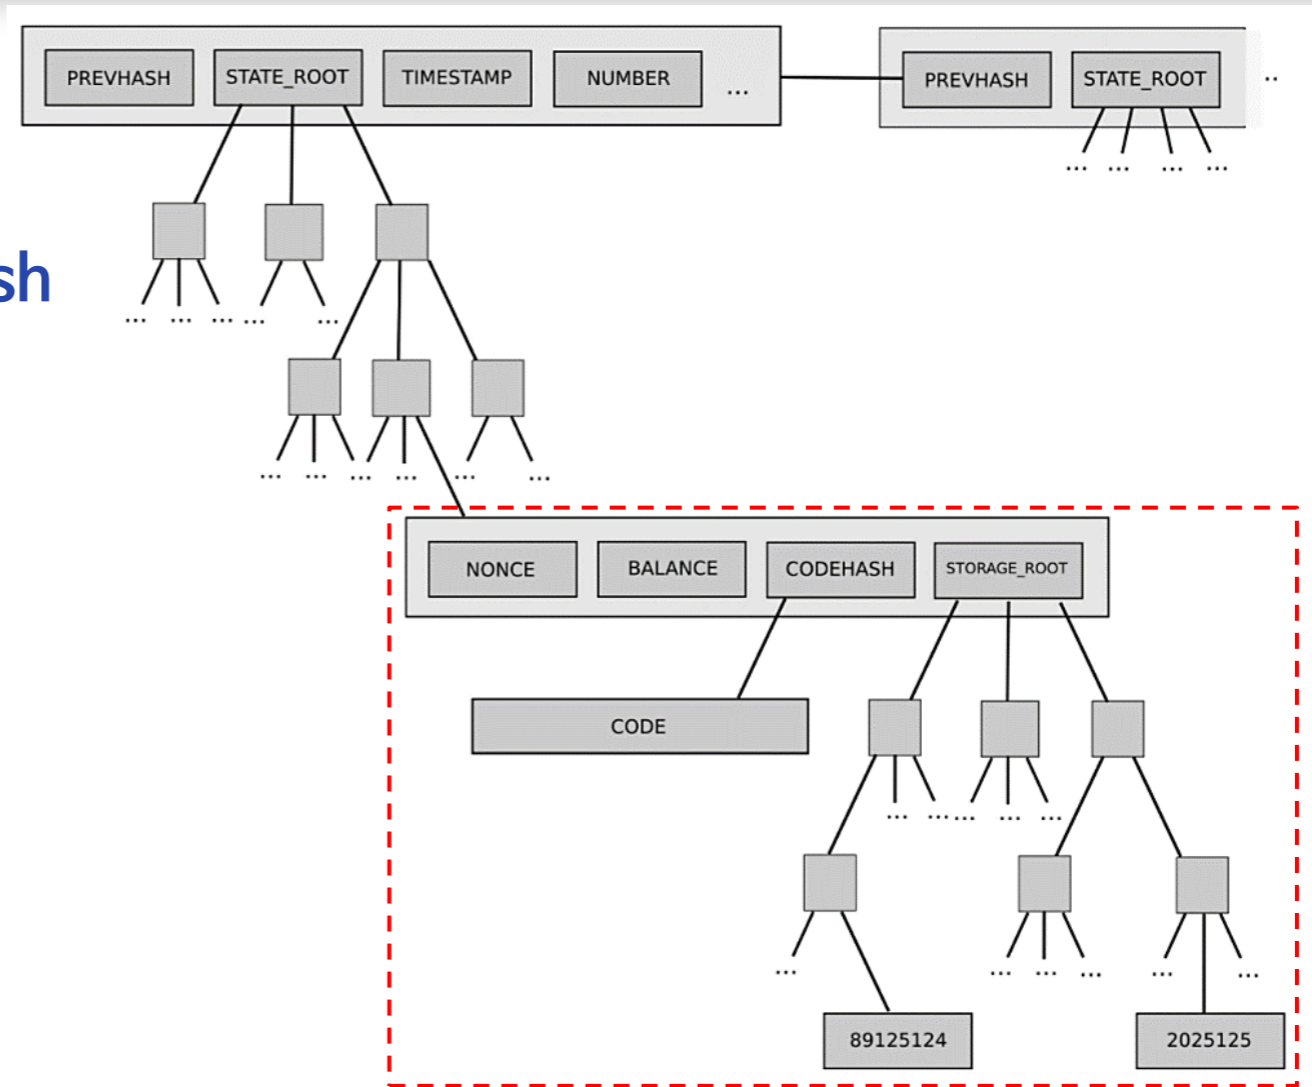 PREVHASH STATE_ROOT TIMESTAMP NUMBER ... PREVHASH STATE_ROOT ..
... ... ... ...
sh
... ... ... ... ...
... ... ... ... ... ...
NONCE BALANCE CODEHASH STORAGE_ROOT
CODE
... ... ... ... ...
... ... ... ... ... ...
89125124 2025125